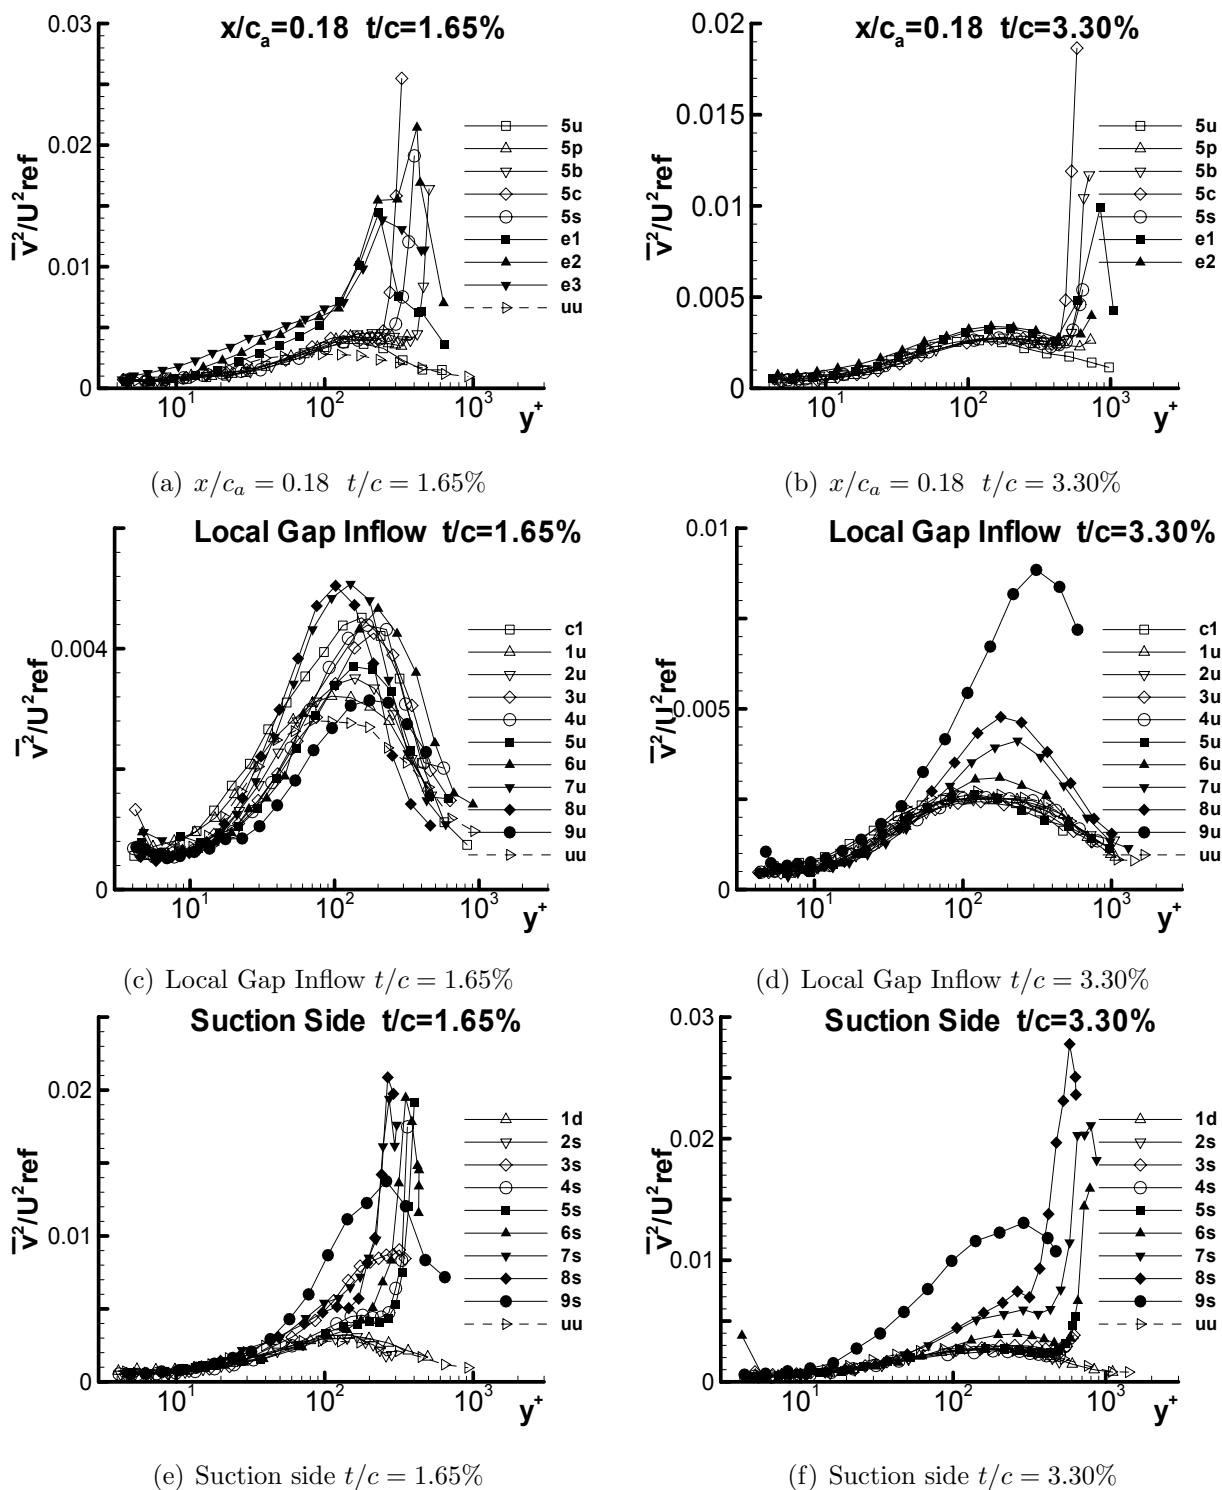 x/cₐ=0.18 t/c=1.65%
v̅²/U²ref
0.03
0.02
0.01
0
10¹
10²
10³
y⁺
5u
5p
5b
5c
5s
e1
e2
e3
uu
(a) x/cₐ = 0.18 t/c = 1.65%
x/cₐ=0.18 t/c=3.30%
v̅²/U²ref
0.02
0.015
0.01
0.005
0
10¹
10²
10³
y⁺
5u
5p
5b
5c
5s
e1
e2
(b) x/cₐ = 0.18 t/c = 3.30%
Local Gap Inflow t/c=1.65%
v̅²/U²ref
0.004
0
10¹
10²
10³
y⁺
c1
1u
2u
3u
4u
5u
6u
7u
8u
9u
uu
(c) Local Gap Inflow t/c = 1.65%
Local Gap Inflow t/c=3.30%
v̅²/U²ref
0.01
0.005
0
10¹
10²
10³
y⁺
c1
1u
2u
3u
4u
5u
6u
7u
8u
9u
uu
(d) Local Gap Inflow t/c = 3.30%
Suction Side t/c=1.65%
v̅²/U²ref
0.02
0.01
0
10¹
10²
10³
y⁺
1d
2s
3s
4s
5s
6s
7s
8s
9s
uu
(e) Suction side t/c = 1.65%
Suction Side t/c=3.30%
v̅²/U²ref
0.03
0.02
0.01
0
10¹
10²
10³
y⁺
1d
2s
3s
4s
5s
6s
7s
8s
9s
uu
(f) Suction side t/c = 3.30%